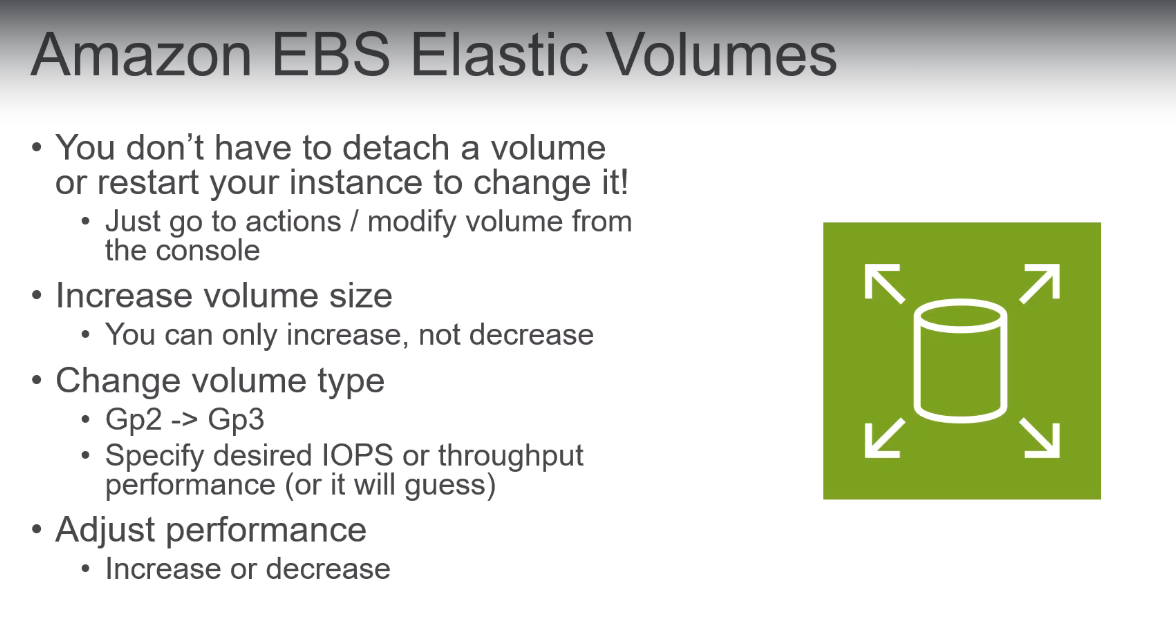 Amazon EBS Elastic Volumes
• You don’t have to detach a volume
or restart your instance to change it!
• Just go to actions / modify volume from
the console
• Increase volume size
• You can only increase, not decrease
• Change volume type
• Gp2 -> Gp3
• Specify desired IOPS or throughput
performance (or it will guess)
• Adjust performance
• Increase or decrease